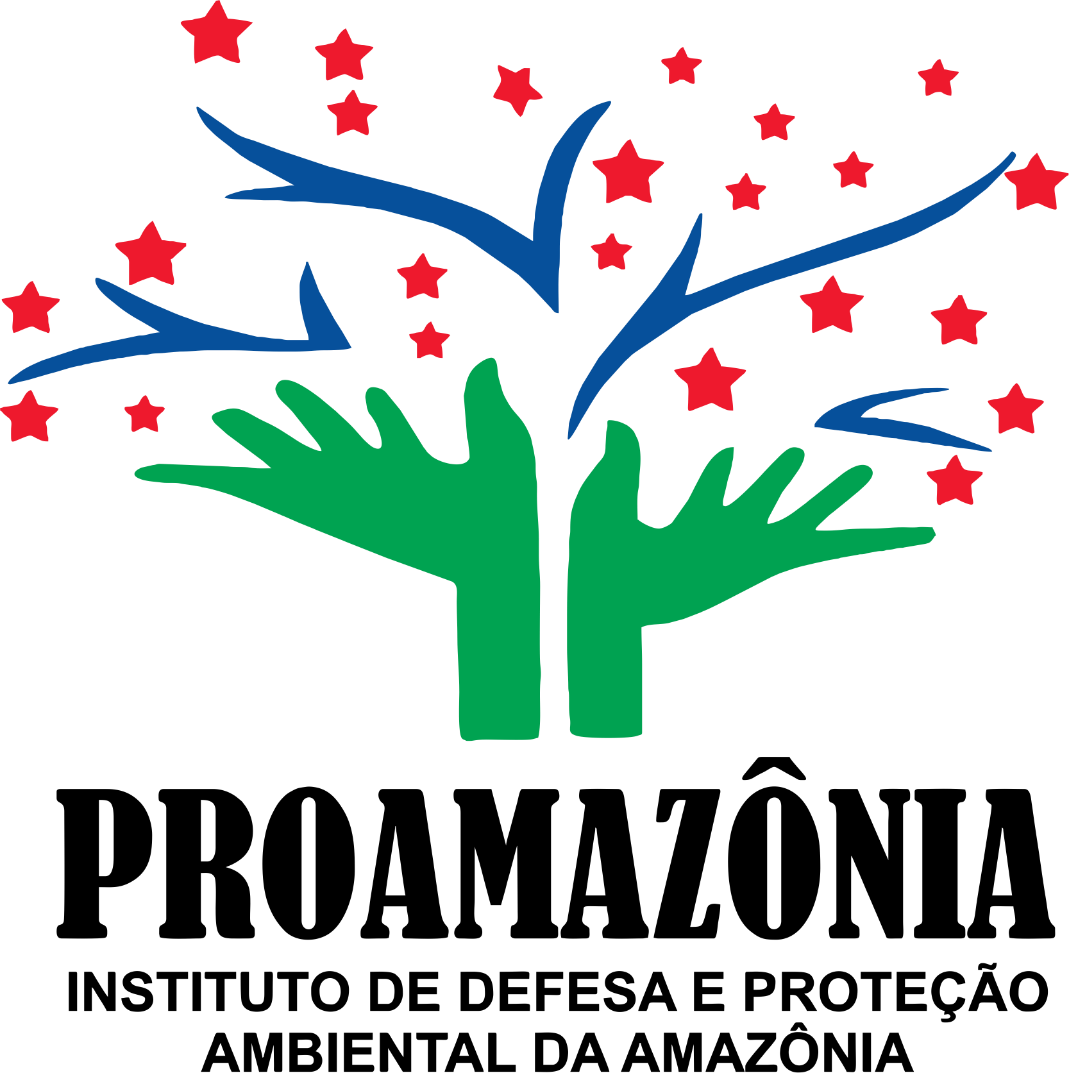 PROAMAZÔNIA
INSTITUTO DE DEFESA E PROTEÇÃO
AMBIENTAL DA AMAZÔNIA